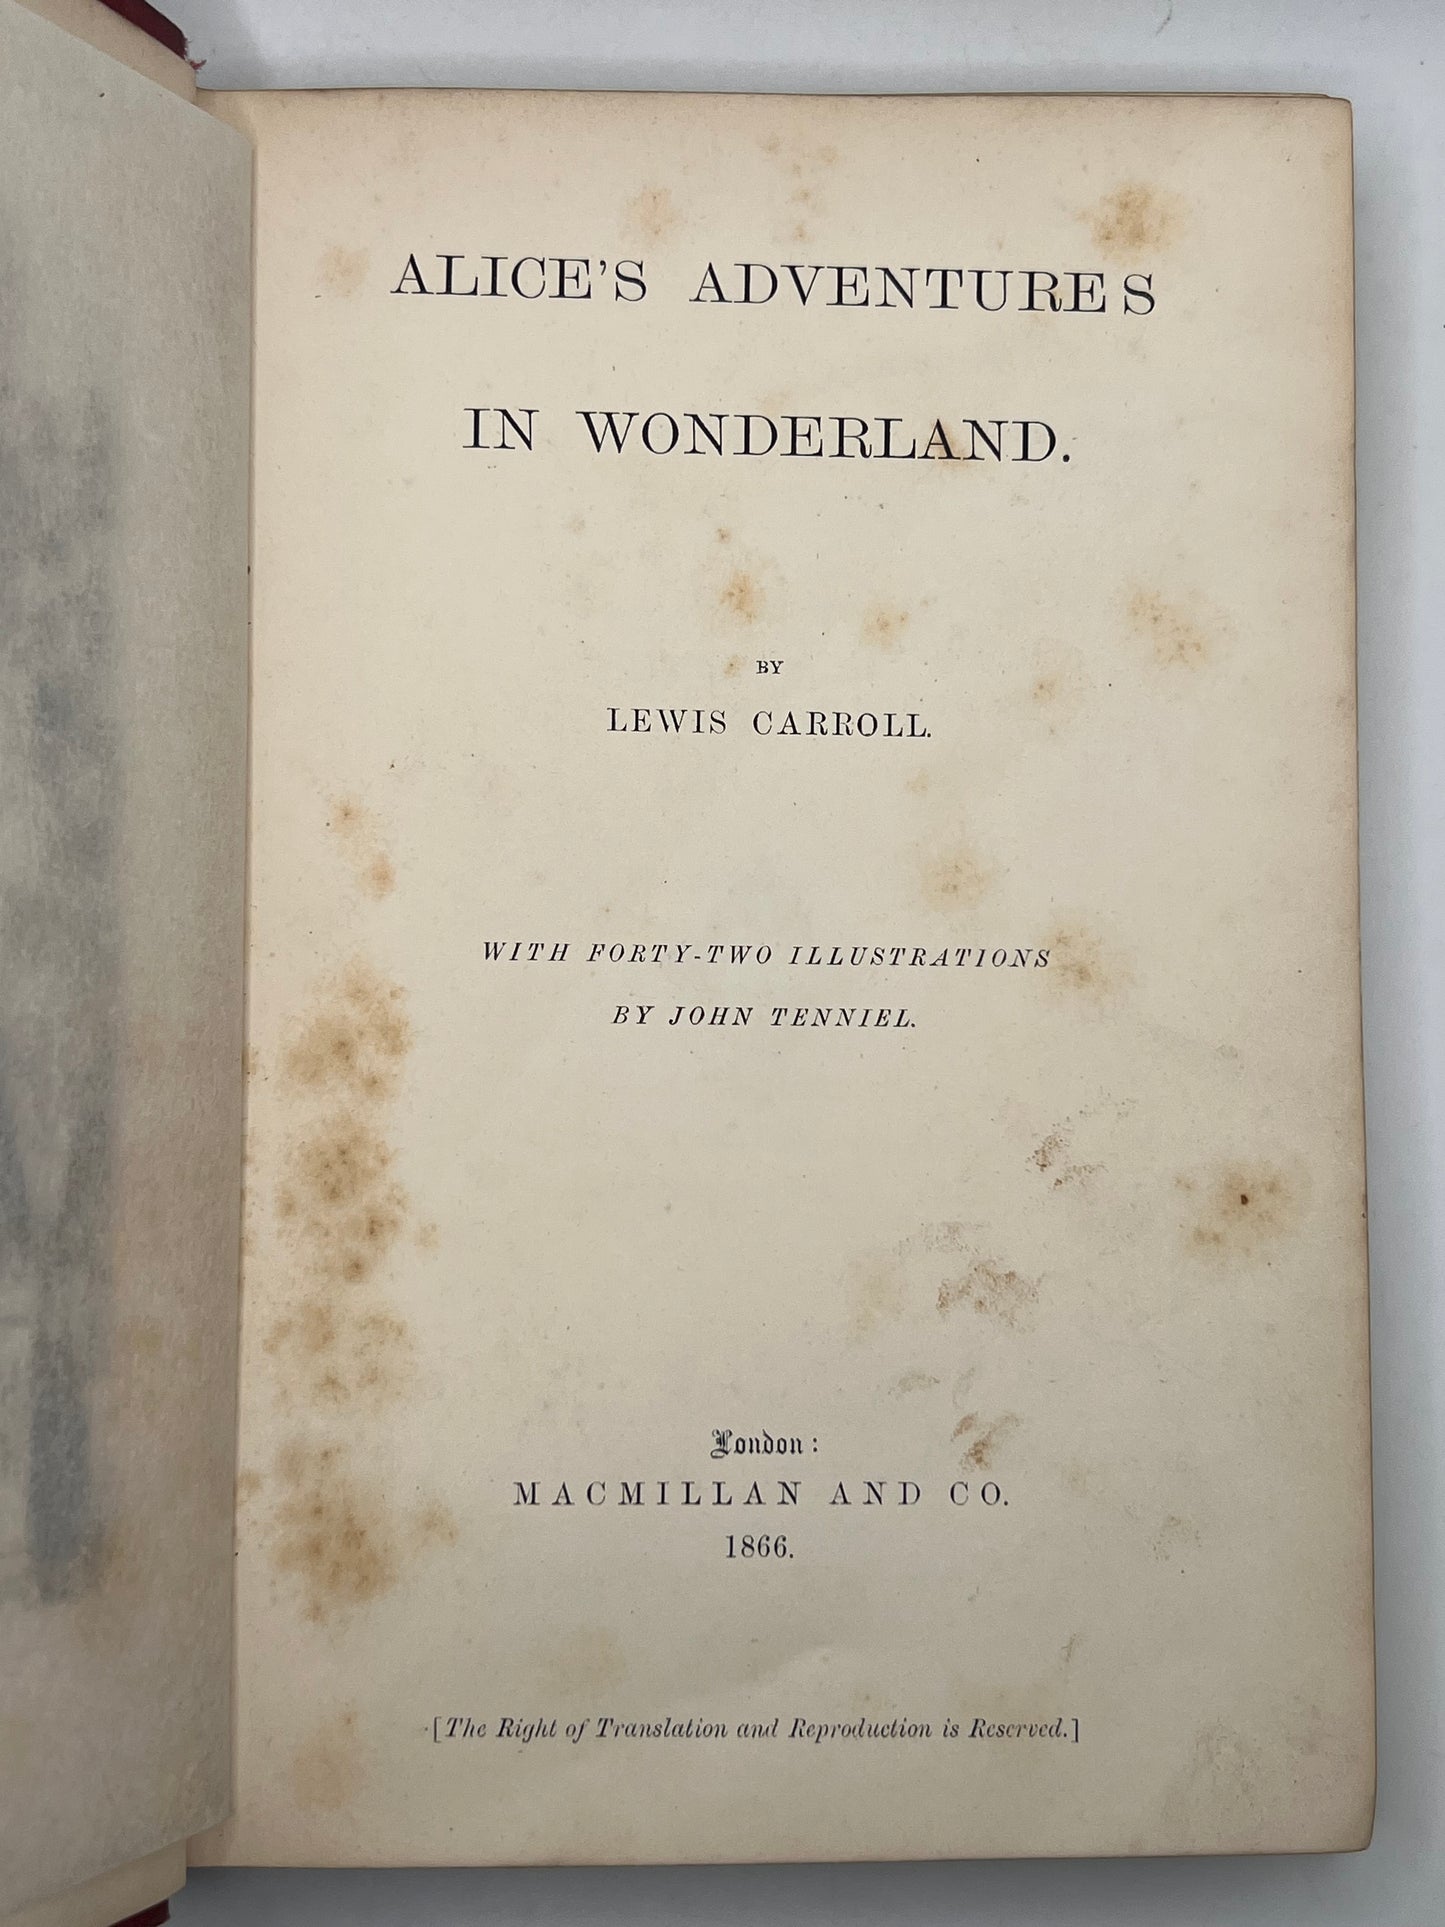 ALICE'S ADVENTURES
IN WONDERLAND.
BY
LEWIS CARROLL.
WITH FORTY-TWO ILLUSTRATIONS
BY JOHN TENNIEL.
London:
MACMILLAN AND CO.
1866.
[The Right of Translation and Reproduction is Reserved.]